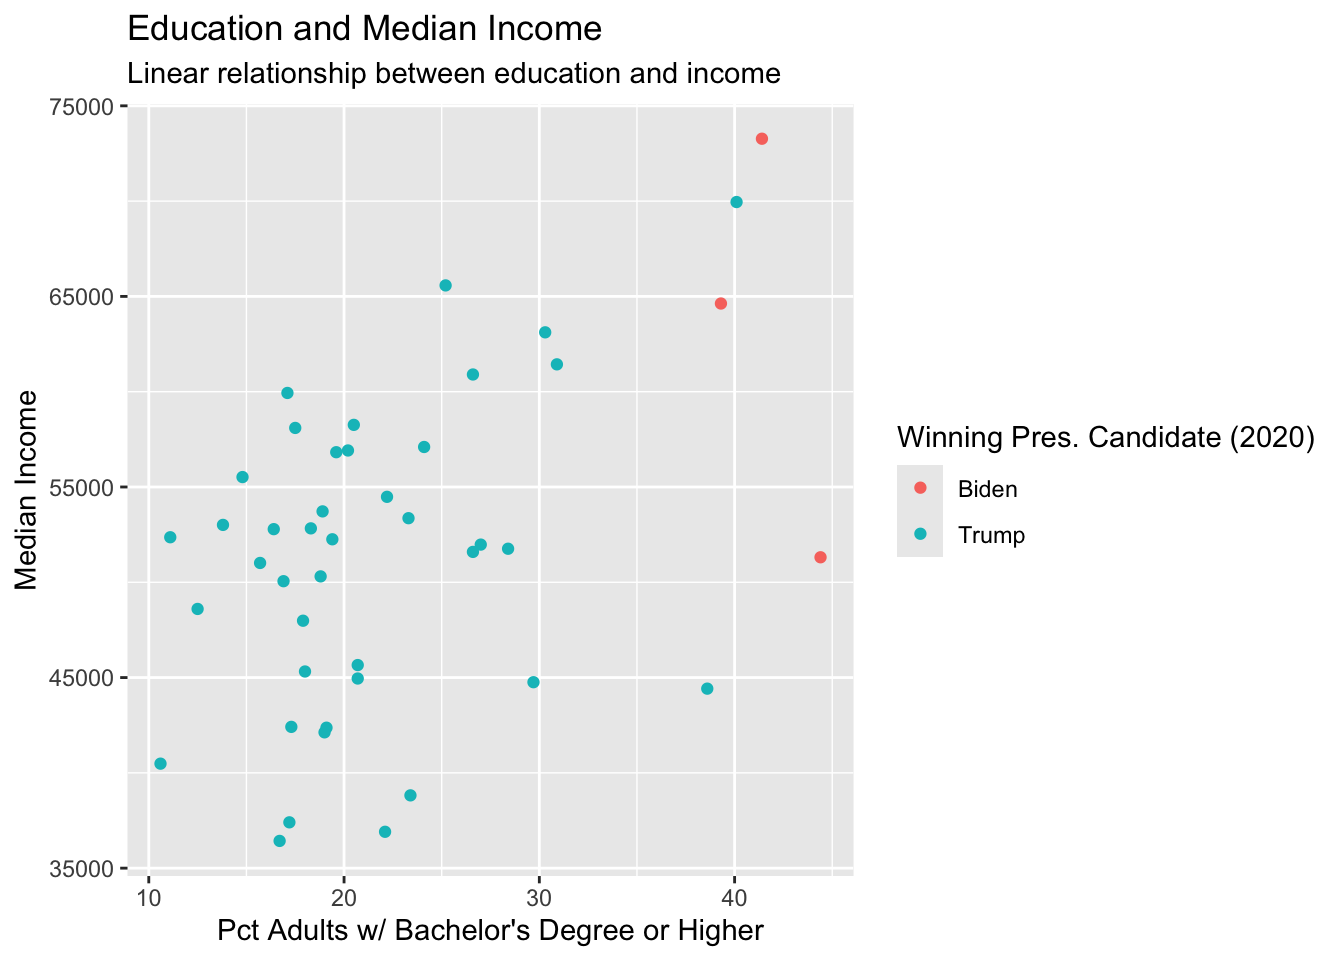 Education and Median Income
Linear relationship between education and income
75000
65000
55000
45000
35000
Median Income
10 20 30 40
Pct Adults w/ Bachelor's Degree or Higher
Winning Pres. Candidate (2020)
Biden
Trump